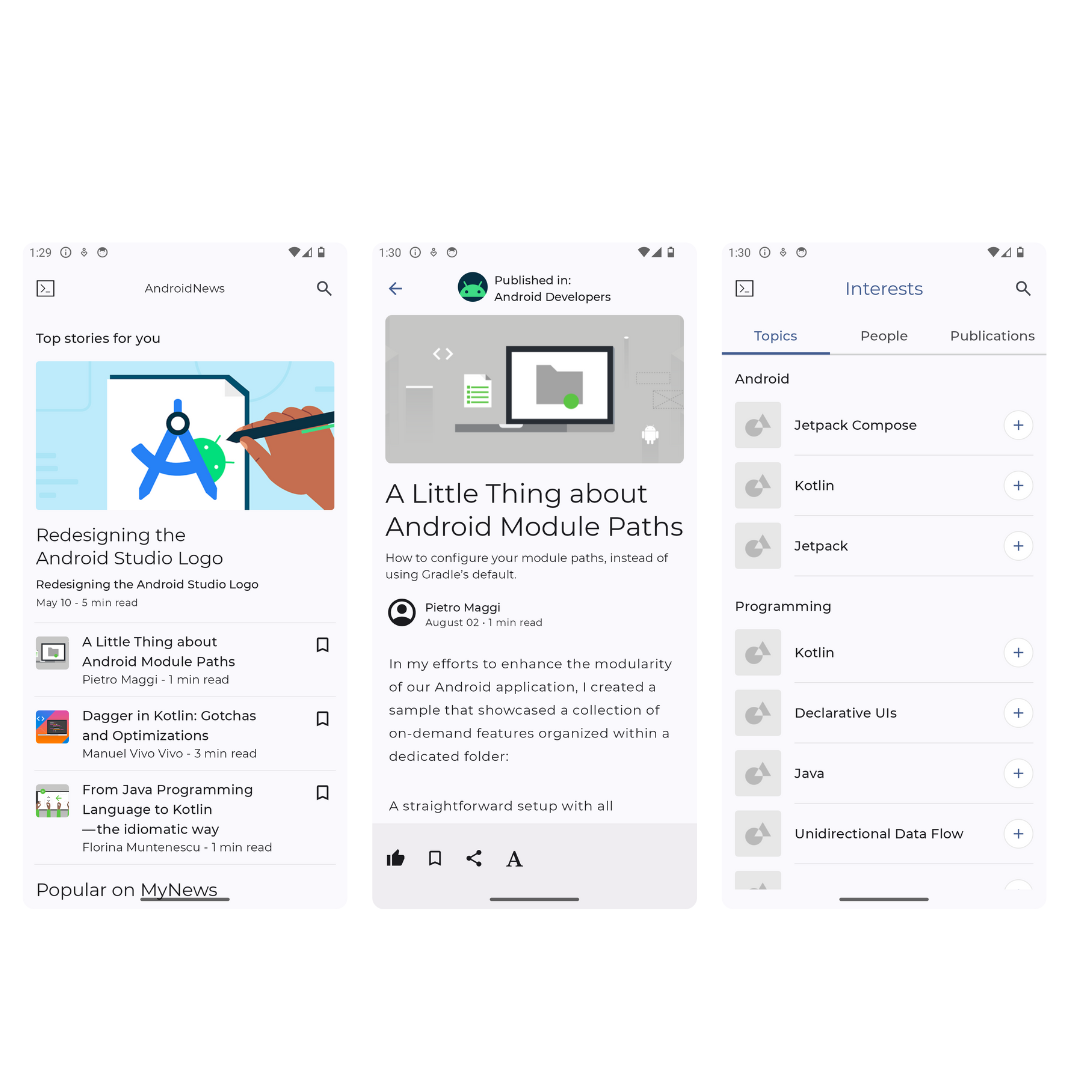 1:29
AndroidNews
Top stories for you
Redesigning the
Android Studio Logo
Redesigning the Android Studio Logo
May 10 - 5 min read
A Little Thing about
Android Module Paths
Pietro Maggi - 1 min read
Dagger in Kotlin: Gotchas
and Optimizations
Manuel Vivo Vivo - 3 min read
From Java Programming
Language to Kotlin
—the idiomatic way
Florina Muntenescu - 1 min read
Popular on MyNews
1:30
Published in:
Android Developers
A Little Thing about
Android Module Paths
How to configure your module paths, instead of
using Gradle's default.
Pietro Maggi
August 02 • 1 min read
In my efforts to enhance the modularity
of our Android application, I created a
sample that showcased a collection of
on-demand features organized within a
dedicated folder:
A straightforward setup with all
A
1:30
Interests
Topics People Publications
Android
Jetpack Compose
Kotlin
Jetpack
Programming
Kotlin
Declarative UIs
Java
Unidirectional Data Flow